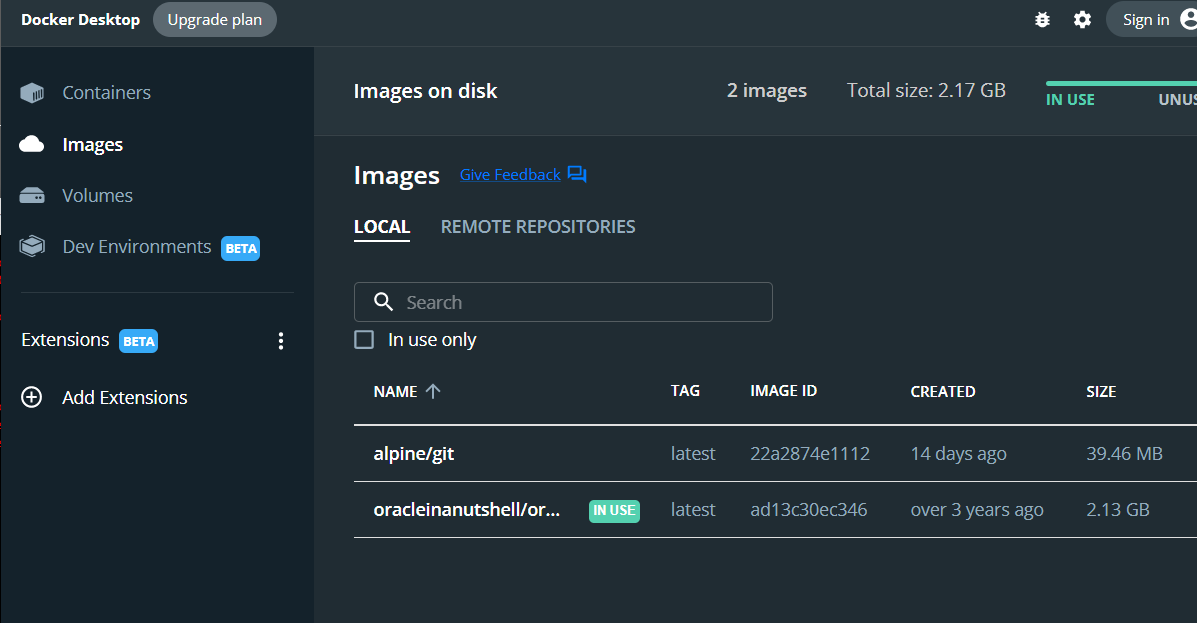 Docker Desktop Upgrade plan Sign in
Containers
Images
Volumes
Dev Environments BETA
Extensions BETA
Add Extensions
Images on disk 2 images Total size: 2.17 GB IN USE UNUS
Images Give Feedback
LOCAL REMOTE REPOSITORIES
Search
In use only
NAME TAG IMAGE ID CREATED SIZE
alpine/git latest 22a2874e1112 14 days ago 39.46 MB
oracleinanutshell/or... IN USE latest ad13c30ec346 over 3 years ago 2.13 GB